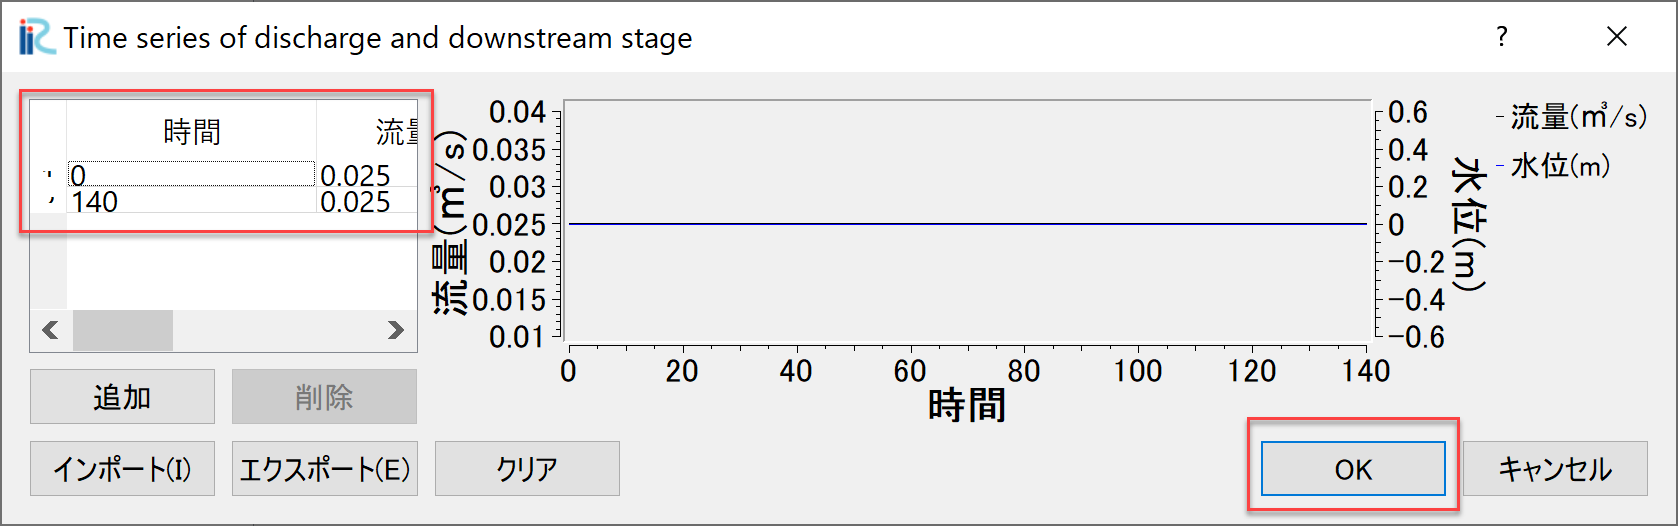 iRC Time series of discharge and downstream stage ? ×
時間 流量
0 0.025
140 0.025
追加 削除
インポート(I) エクスポート(E) クリア
流量(㎥/s)
0.04
0.035
0.03
0.025
0.02
0.015
0.01
0 20 40 60 80 100 120 140
時間
0.6
0.4
0.2
0
−0.2
−0.4
−0.6
水位(m)
流量(㎥/s)
水位(m)
OK キャンセル